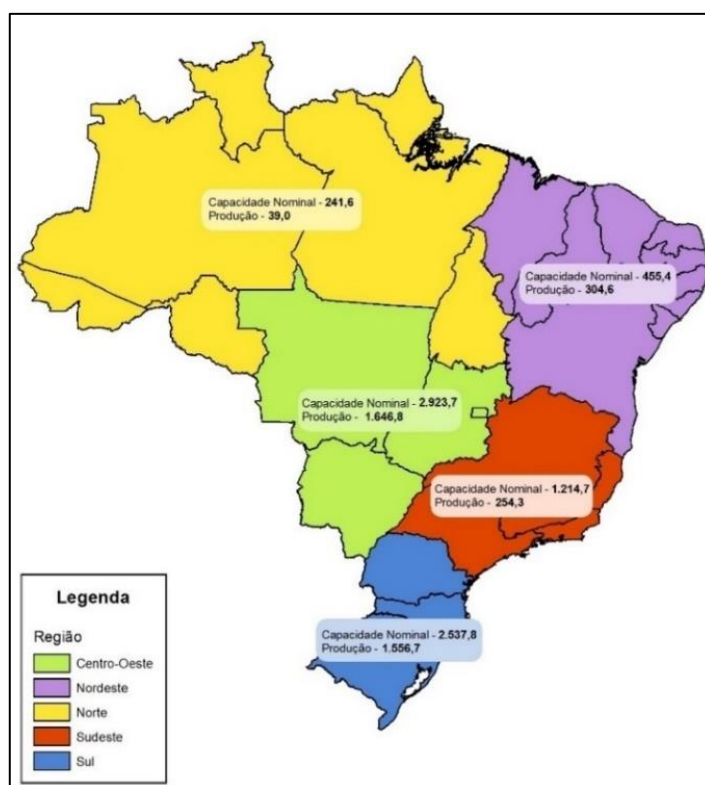 Capacidade Nominal - 241,6
Produção - 39,0
Capacidade Nominal - 455,4
Produção - 304,6
Capacidade Nominal - 2.923,7
Produção - 1.646,8
Capacidade Nominal - 1.214,7
Produção - 254,3
Capacidade Nominal - 2.537,8
Produção - 1.556,7
Legenda
Região
Centro-Oeste
Nordeste
Norte
Sudeste
Sul